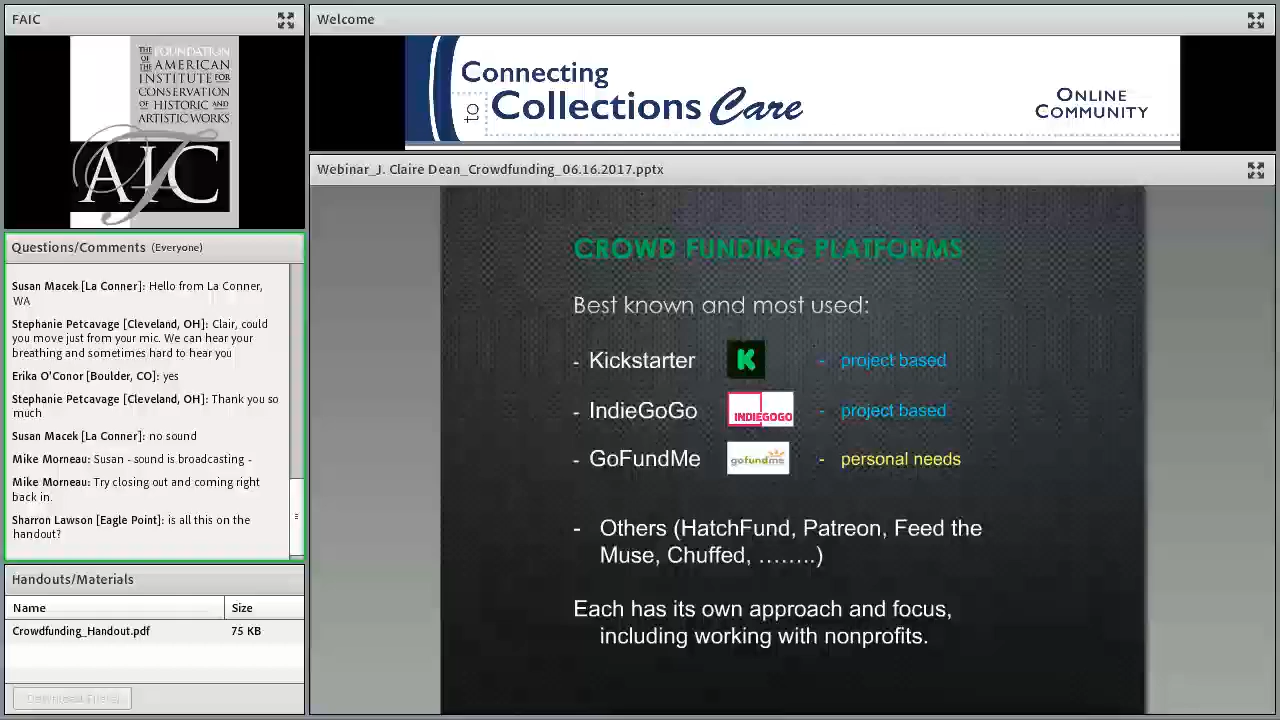 FAIC
THE FOUNDATION
OF THE AMERICAN
INSTITUTE FOR
CONSERVATION
OF HISTORIC AND
ARTISTIC WORKS
AIC
Questions/Comments (Everyone)
Susan Macek [La Conner]: Hello from La Conner,
WA
Stephanie Petcavage [Cleveland, OH]: Clair, could
you move just from your mic. We can hear your
breathing and sometimes hard to hear you
Erika O'Conor [Boulder, CO]: yes
Stephanie Petcavage [Cleveland, OH]: Thank you so
much
Susan Macek [La Conner]: no sound
Mike Morneau: Susan - sound is broadcasting -
Mike Morneau: Try closing out and coming right
back in.
Sharron Lawson [Eagle Point]: is all this on the
handout?
Handouts/Materials
Name Size
Crowdfunding_Handout.pdf 75 KB
Download File(s)
Welcome
Connecting
to Collections Care
ONLINE
COMMUNITY
Webinar_J. Claire Dean_Crowdfunding_06.16.2017.pptx
CROWD FUNDING PLATFORMS
Best known and most used:
- Kickstarter K - project based
- IndieGoGo INDIEGOGO - project based
- GoFundMe gofundme - personal needs
- Others (HatchFund, Patreon, Feed the
Muse, Chuffed, ........)
Each has its own approach and focus,
including working with nonprofits.